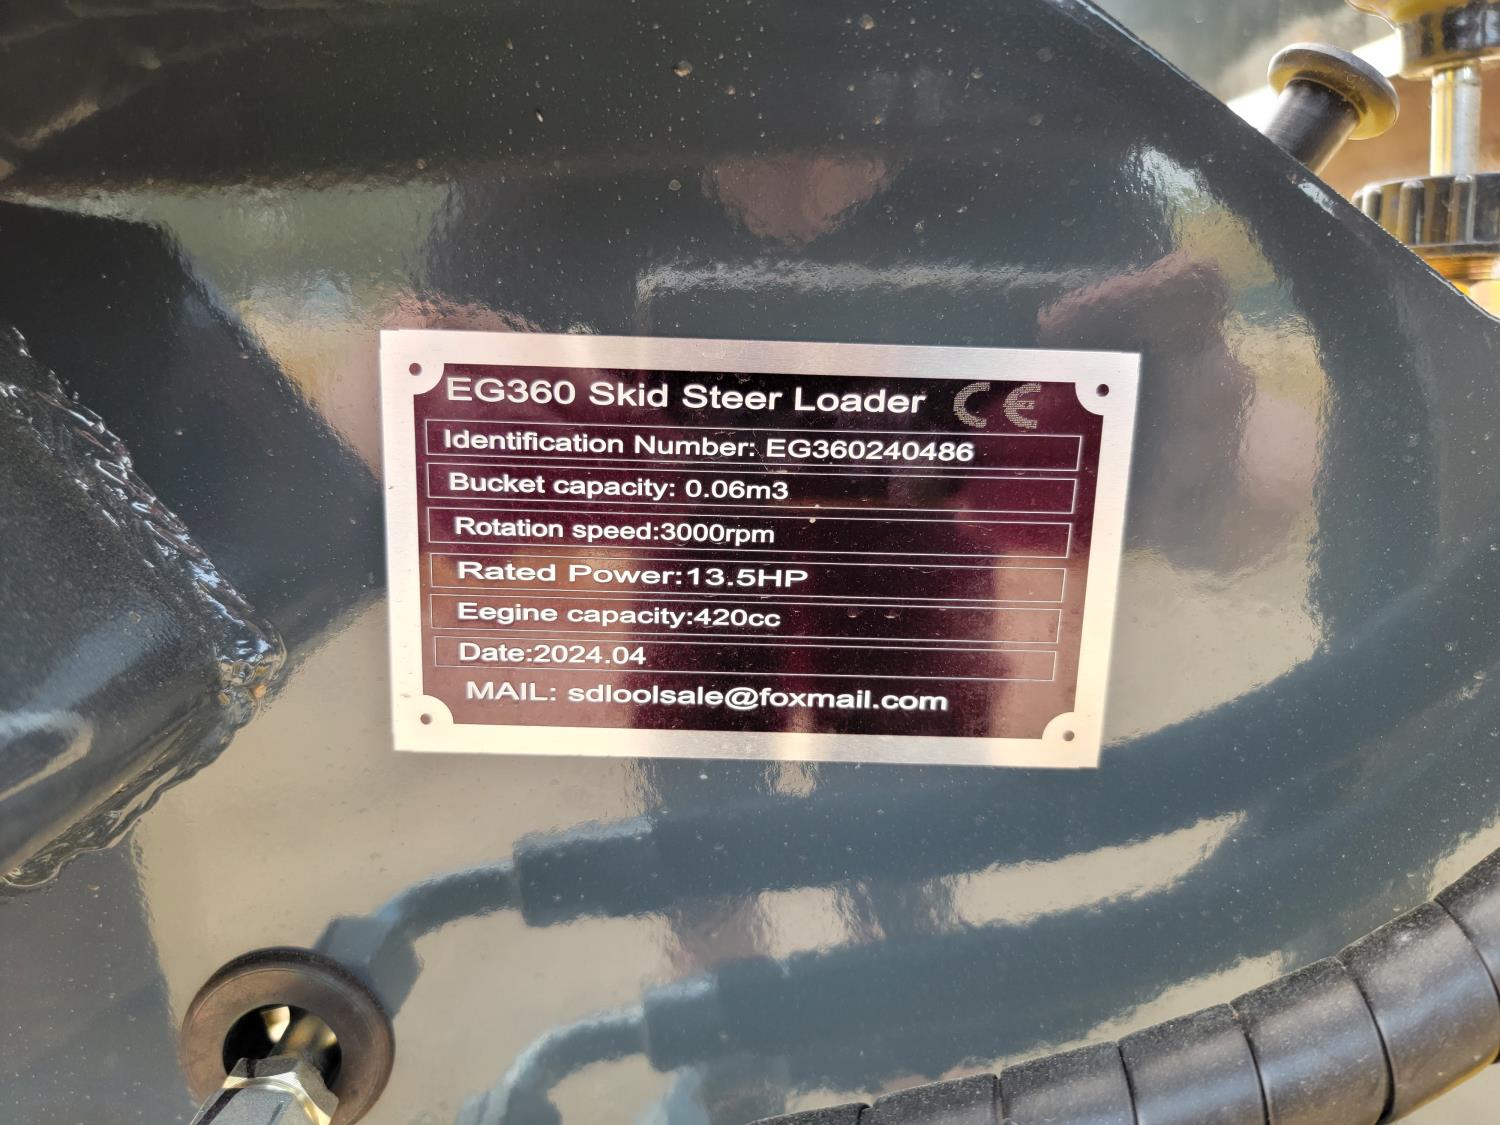 EG360 Skid Steer Loader CE
Identification Number: EG360240486
Bucket capacity: 0.06m3
Rotation speed:3000rpm
Rated Power:13.5HP
Eegine capacity:420cc
Date:2024.04
MAIL: sdloolsale@foxmail.com